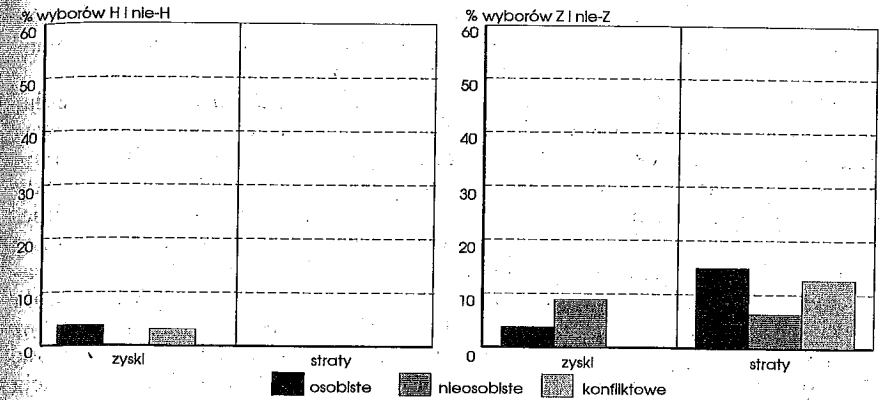 % wyborów H i nie-H
60
50
40
30
20
10
0
zyski
straty
% wyborów Z i nie-Z
60
50
40
30
20
10
0
zyski
straty
osobiste
nieosobiste
konfliktowe